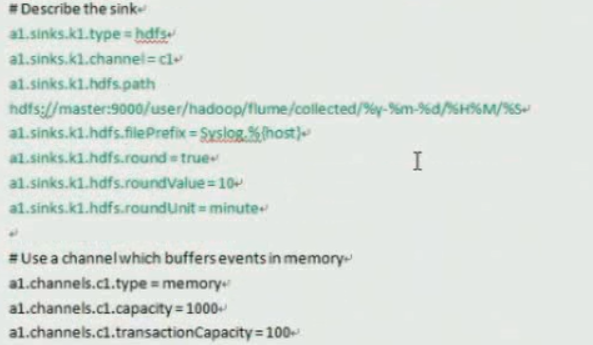 # Describe the sink
a1.sinks.k1.type = hdfs
a1.sinks.k1.channel = c1
a1.sinks.k1.hdfs.path
hdfs://master:9000/user/hadoop/flume/collected/%y-%m-%d/%H%M/%S
a1.sinks.k1.hdfs.filePrefix = Syslog.%{host}
a1.sinks.k1.hdfs.round = true
a1.sinks.k1.hdfs.roundValue = 10
a1.sinks.k1.hdfs.roundUnit = minute
# Use a channel which buffers events in memory
a1.channels.c1.type = memory
a1.channels.c1.capacity = 1000
a1.channels.c1.transactionCapacity = 100